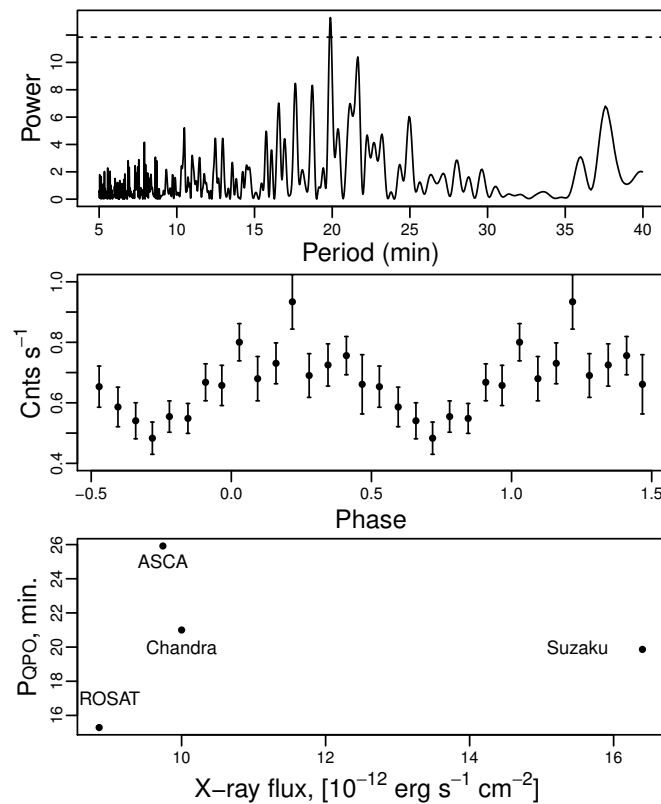 Power
0 2 4 6 8 10
5 10 15 20 25 30 35 40
Period (min)
Cnts s⁻¹
0.4 0.6 0.8 1.0
−0.5 0.0 0.5 1.0 1.5
Phase
PQPO, min.
16 18 20 22 24 26
ASCA
Chandra
Suzaku
ROSAT
10 12 14 16
X−ray flux, [10⁻¹² erg s⁻¹ cm⁻²]